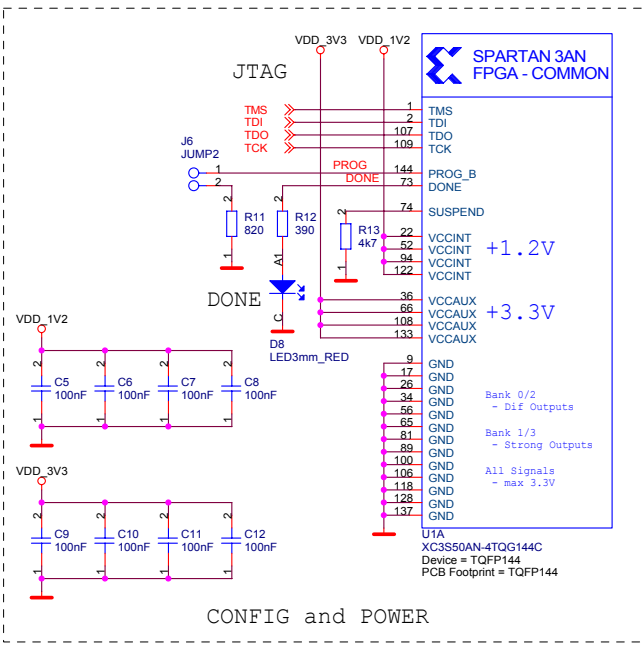 VDD_3V3 VDD_1V2
SPARTAN 3AN
FPGA - COMMON
JTAG
TMS 1 TMS
TDI 2 TDI
TDO 107 TDO
TCK 109 TCK
J6
JUMP2
1 PROG 144 PROG_B
2 DONE 73 DONE
2 R11 820 1
2 R12 390 1
2 R13 4k7 1
74 SUSPEND
22 VCCINT
52 VCCINT
94 VCCINT
122 VCCINT
+1.2V
A1
DONE
C
D8
LED3mm_RED
36 VCCAUX
66 VCCAUX
108 VCCAUX
133 VCCAUX
+3.3V
9 GND
17 GND
26 GND
34 GND
56 GND
65 GND
81 GND
89 GND
100 GND
106 GND
118 GND
128 GND
137 GND
Bank 0/2
- Dif Outputs
Bank 1/3
- Strong Outputs
All Signals
- max 3.3V
VDD_1V2
2 2 2 2
C5 C6 C7 C8
100nF 100nF 100nF 100nF
1 1 1 1
VDD_3V3
2 2 2 2
C9 C10 C11 C12
100nF 100nF 100nF 100nF
1 1 1 1
U1A
XC3S50AN-4TQG144C
Device = TQFP144
PCB Footprint = TQFP144
CONFIG and POWER